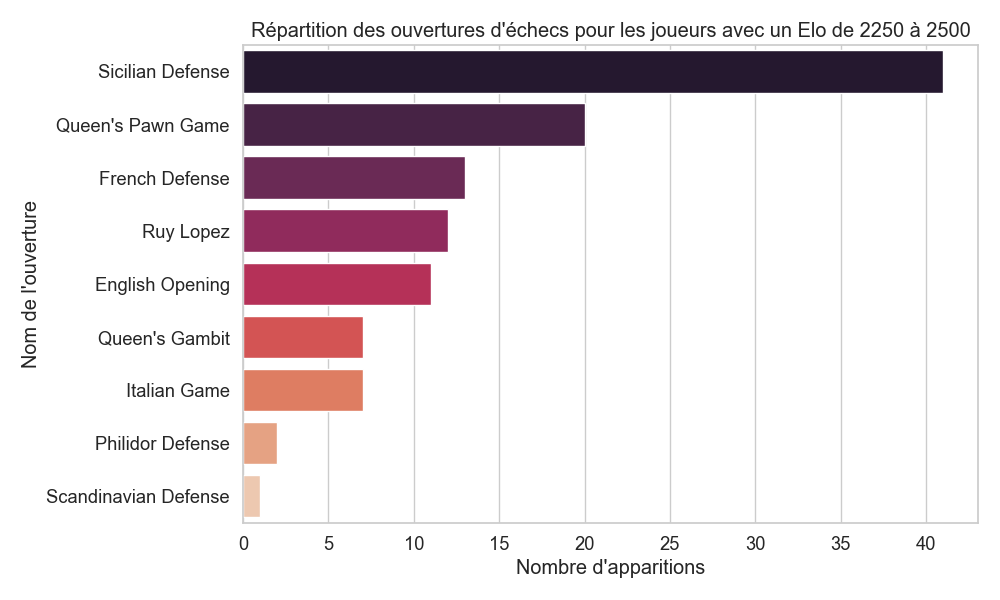 Répartition des ouvertures d'échecs pour les joueurs avec un Elo de 2250 à 2500
Nom de l'ouverture
Sicilian Defense
Queen's Pawn Game
French Defense
Ruy Lopez
English Opening
Queen's Gambit
Italian Game
Philidor Defense
Scandinavian Defense
0 5 10 15 20 25 30 35 40
Nombre d'apparitions